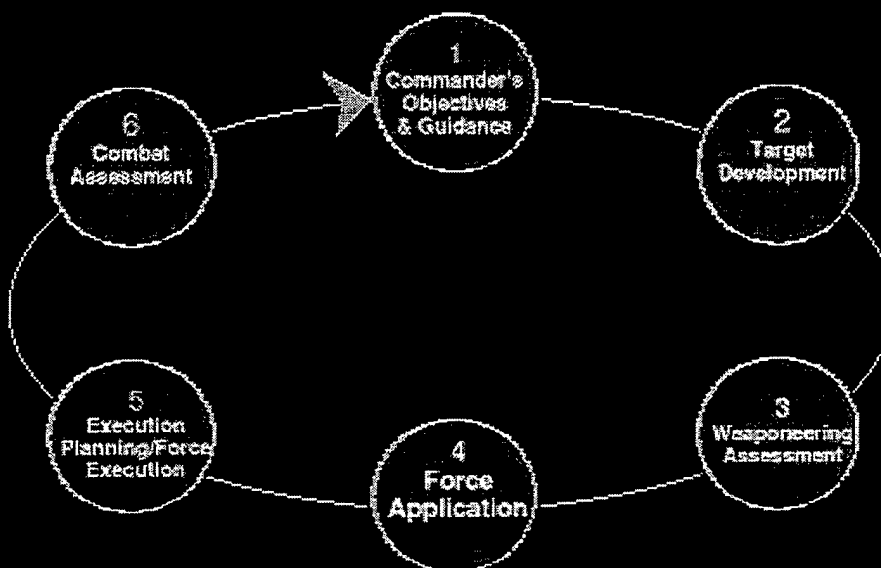 1
Commander's
Objectives
& Guidance
2
Target
Development
3
Weaponeering
Assessment
4
Force
Application
5
Execution
Planning/Force
Execution
6
Combat
Assessment